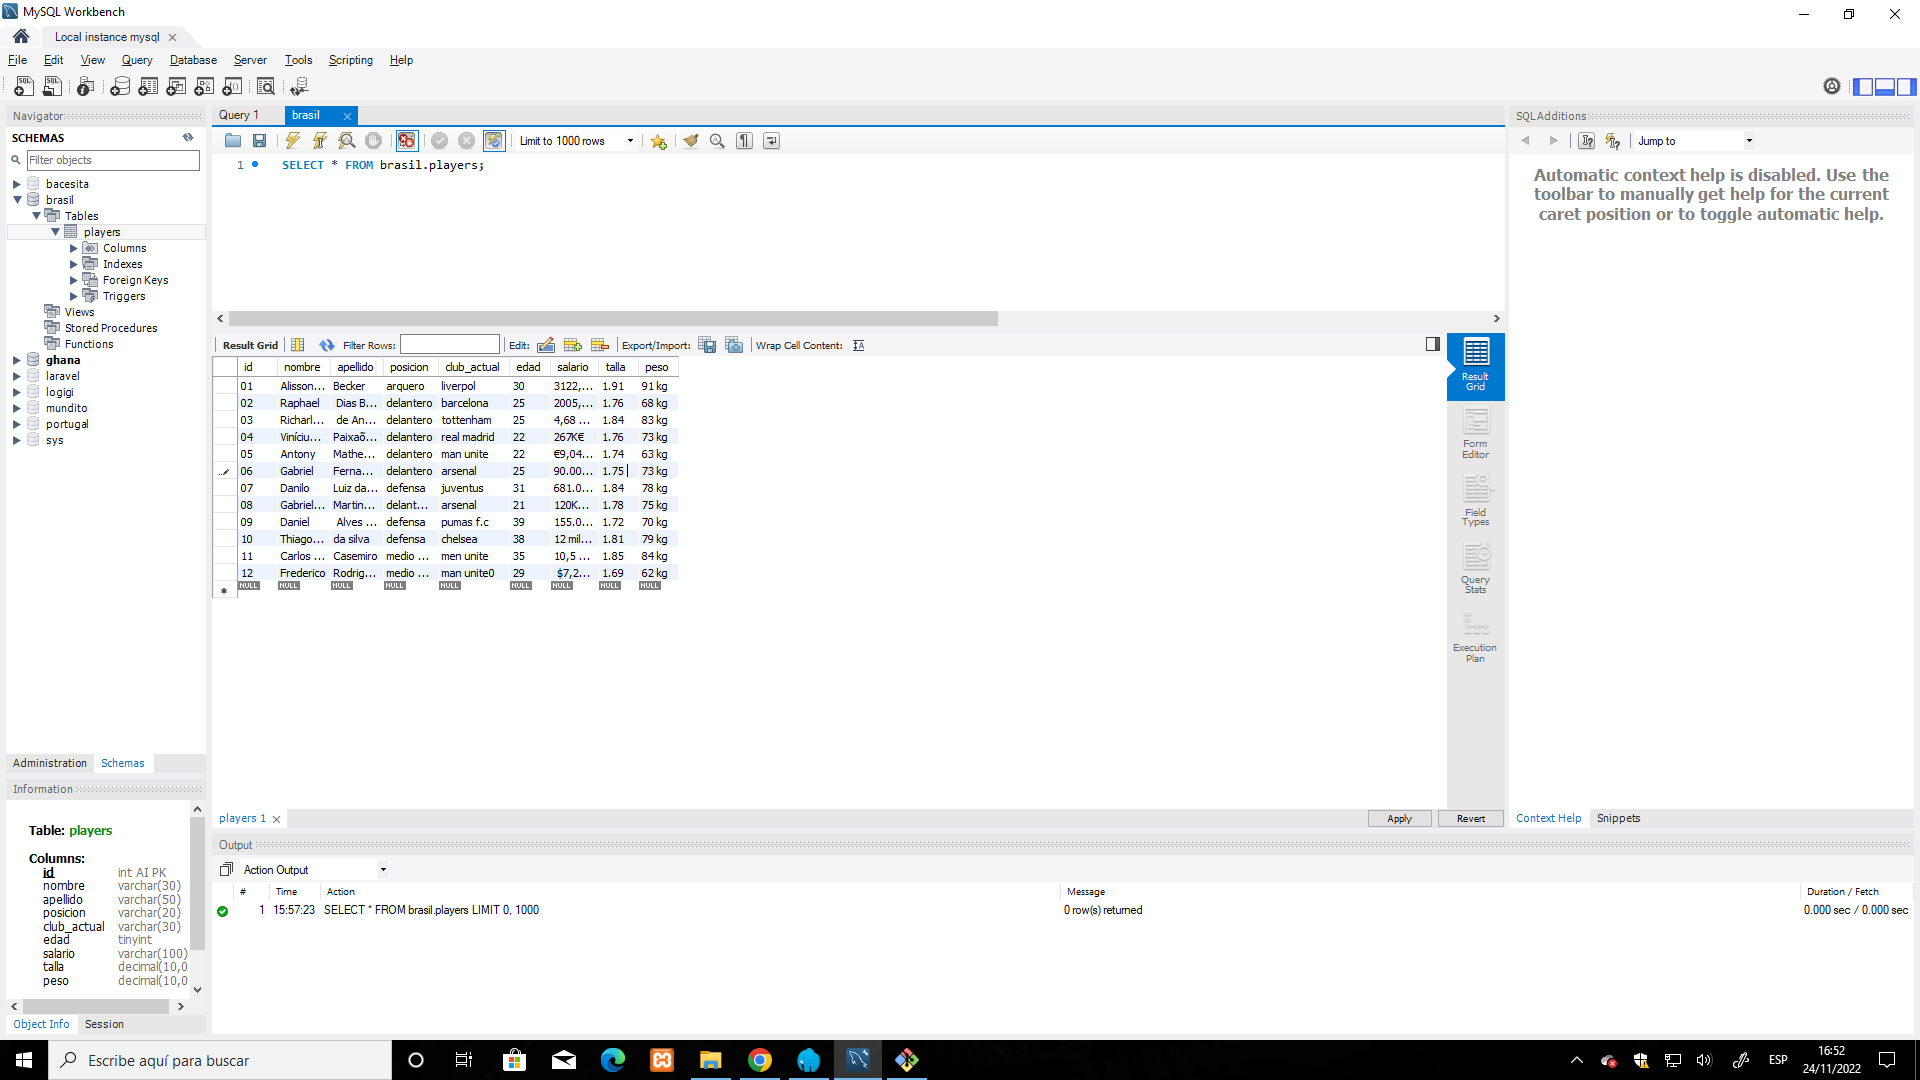 MySQL Workbench
Local instance mysql
File Edit View Query Database Server Tools Scripting Help
Navigator
SCHEMAS
Filter objects
bacesita
brasil
Tables
players
Columns
Indexes
Foreign Keys
Triggers
Views
Stored Procedures
Functions
ghana
laravel
logigi
mundito
portugal
sys
Administration Schemas
Information
Table: players
Columns:
id int AI PK
nombre varchar(30)
apellido varchar(50)
posicion varchar(20)
club_actual varchar(30)
edad tinyint
salario varchar(100)
talla decimal(10,0
peso decimal(10,0
Object Info Session
Query 1 brasil
Limit to 1000 rows
1 SELECT * FROM brasil.players;
Result Grid Filter Rows: Edit: Export/Import: Wrap Cell Content:
id nombre apellido posicion club_actual edad salario talla peso
01 Alisson... Becker arquero liverpol 30 3122,... 1.91 91 kg
02 Raphael Dias B... delantero barcelona 25 2005,... 1.76 68 kg
03 Richarl... de An... delantero tottenham 25 4,68 ... 1.84 83 kg
04 Viníciu... Paixaõ... delantero real madrid 22 267K€ 1.76 73 kg
05 Antony Mathe... delantero man unite 22 €9,04... 1.74 63 kg
06 Gabriel Ferna... delantero arsenal 25 90.00... 1.75 73 kg
07 Danilo Luiz da... defensa juventus 31 681.0... 1.84 78 kg
08 Gabriel... Martin... delant... arsenal 21 120K... 1.78 75 kg
09 Daniel Alves ... defensa pumas f.c 39 155.0... 1.72 70 kg
10 Thiago... da silva defensa chelsea 38 12 mil... 1.81 79 kg
11 Carlos ... Casemiro medio ... men unite 35 10,5 ... 1.85 84 kg
12 Frederico Rodrig... medio ... man unite0 29 $7,2... 1.69 62 kg
NULL NULL NULL NULL NULL NULL NULL NULL NULL
Result Grid
Form Editor
Field Types
Query Stats
Execution Plan
players 1
Apply Revert
SQLAdditions
Jump to
Automatic context help is disabled. Use the
toolbar to manually get help for the current
caret position or to toggle automatic help.
Context Help Snippets
Output
Action Output
# Time Action Message Duration / Fetch
1 15:57:23 SELECT * FROM brasil.players LIMIT 0, 1000 0 row(s) returned 0.000 sec / 0.000 sec
Escribe aquí para buscar
ESP
16:52
24/11/2022